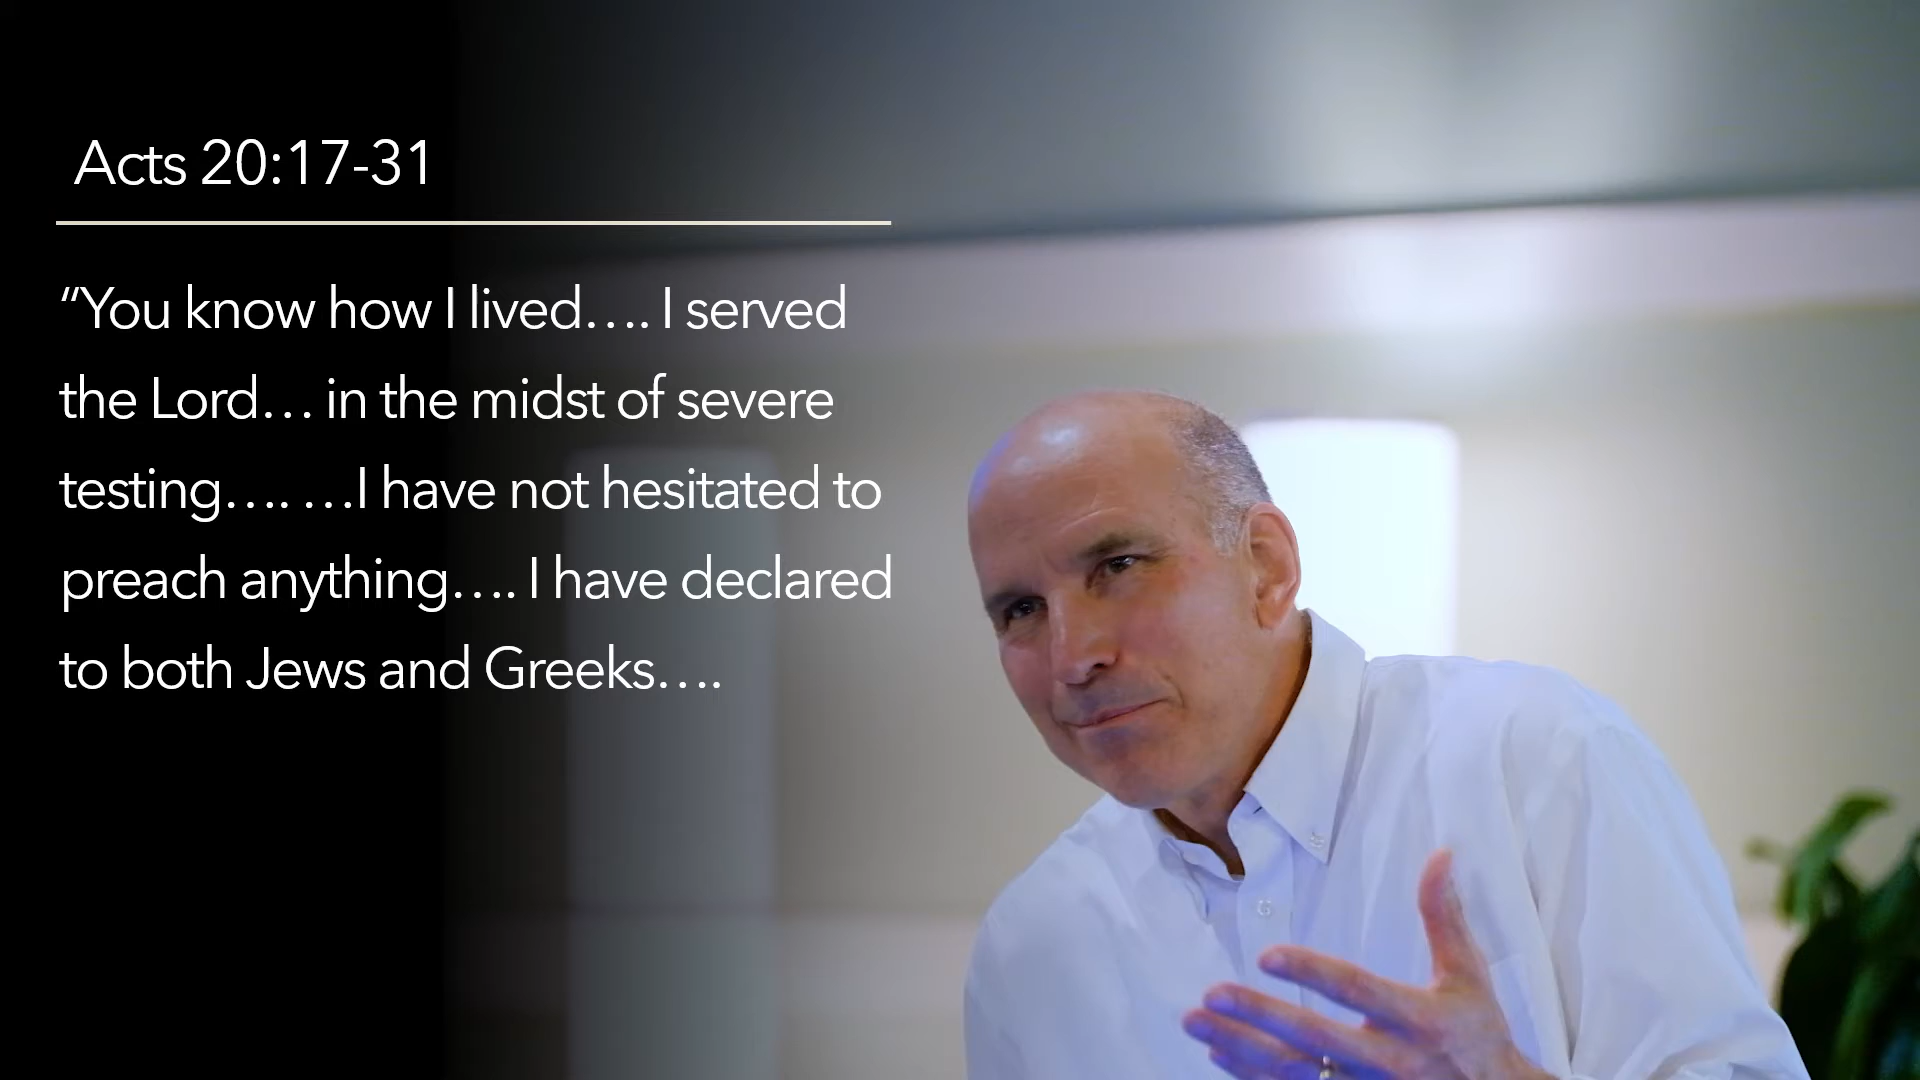 Acts 20:17-31
“You know how I lived…. I served
the Lord… in the midst of severe
testing…. …I have not hesitated to
preach anything…. I have declared
to both Jews and Greeks….